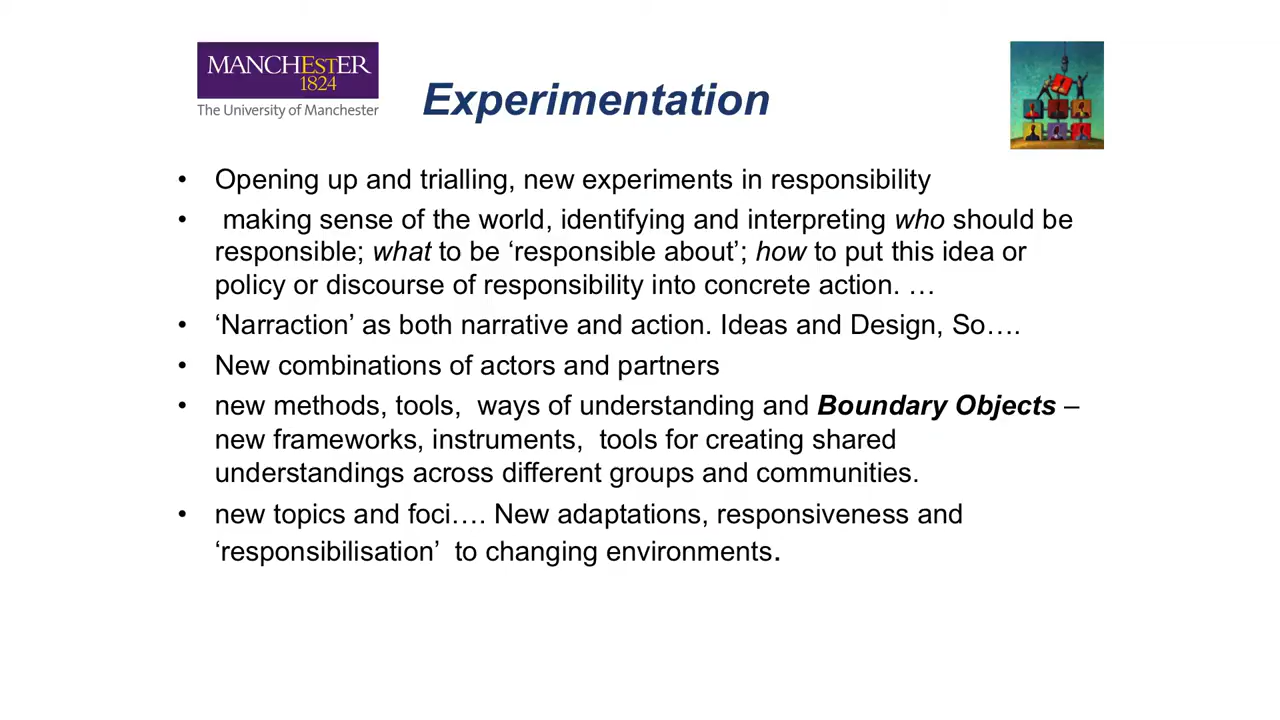 MANCHESTER
1824
The University of Manchester
Experimentation
• Opening up and trialling, new experiments in responsibility
• making sense of the world, identifying and interpreting who should be
responsible; what to be ‘responsible about’; how to put this idea or
policy or discourse of responsibility into concrete action. …
• ‘Narraction’ as both narrative and action. Ideas and Design, So….
• New combinations of actors and partners
• new methods, tools, ways of understanding and Boundary Objects –
new frameworks, instruments, tools for creating shared
understandings across different groups and communities.
• new topics and foci…. New adaptations, responsiveness and
‘responsibilisation’ to changing environments.